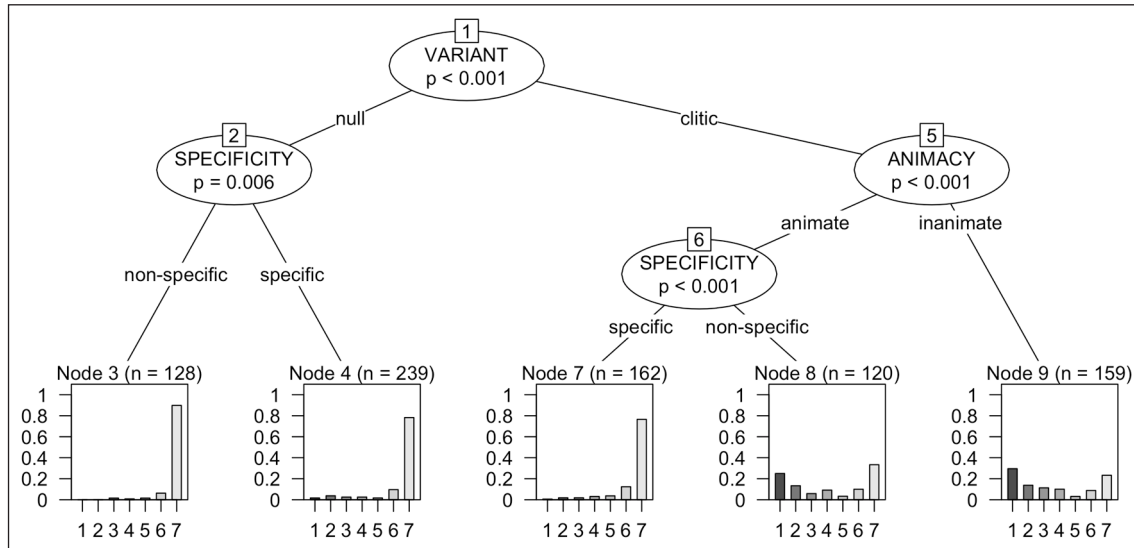 1
VARIANT
p < 0.001
null
clitic
2
SPECIFICITY
p = 0.006
5
ANIMACY
p < 0.001
animate
inanimate
6
SPECIFICITY
p < 0.001
non-specific
specific
specific
non-specific
Node 3 (n = 128)
1
0.8
0.6
0.4
0.2
0
1 2 3 4 5 6 7
Node 4 (n = 239)
1
0.8
0.6
0.4
0.2
0
1 2 3 4 5 6 7
Node 7 (n = 162)
1
0.8
0.6
0.4
0.2
0
1 2 3 4 5 6 7
Node 8 (n = 120)
1
0.8
0.6
0.4
0.2
0
1 2 3 4 5 6 7
Node 9 (n = 159)
1
0.8
0.6
0.4
0.2
0
1 2 3 4 5 6 7